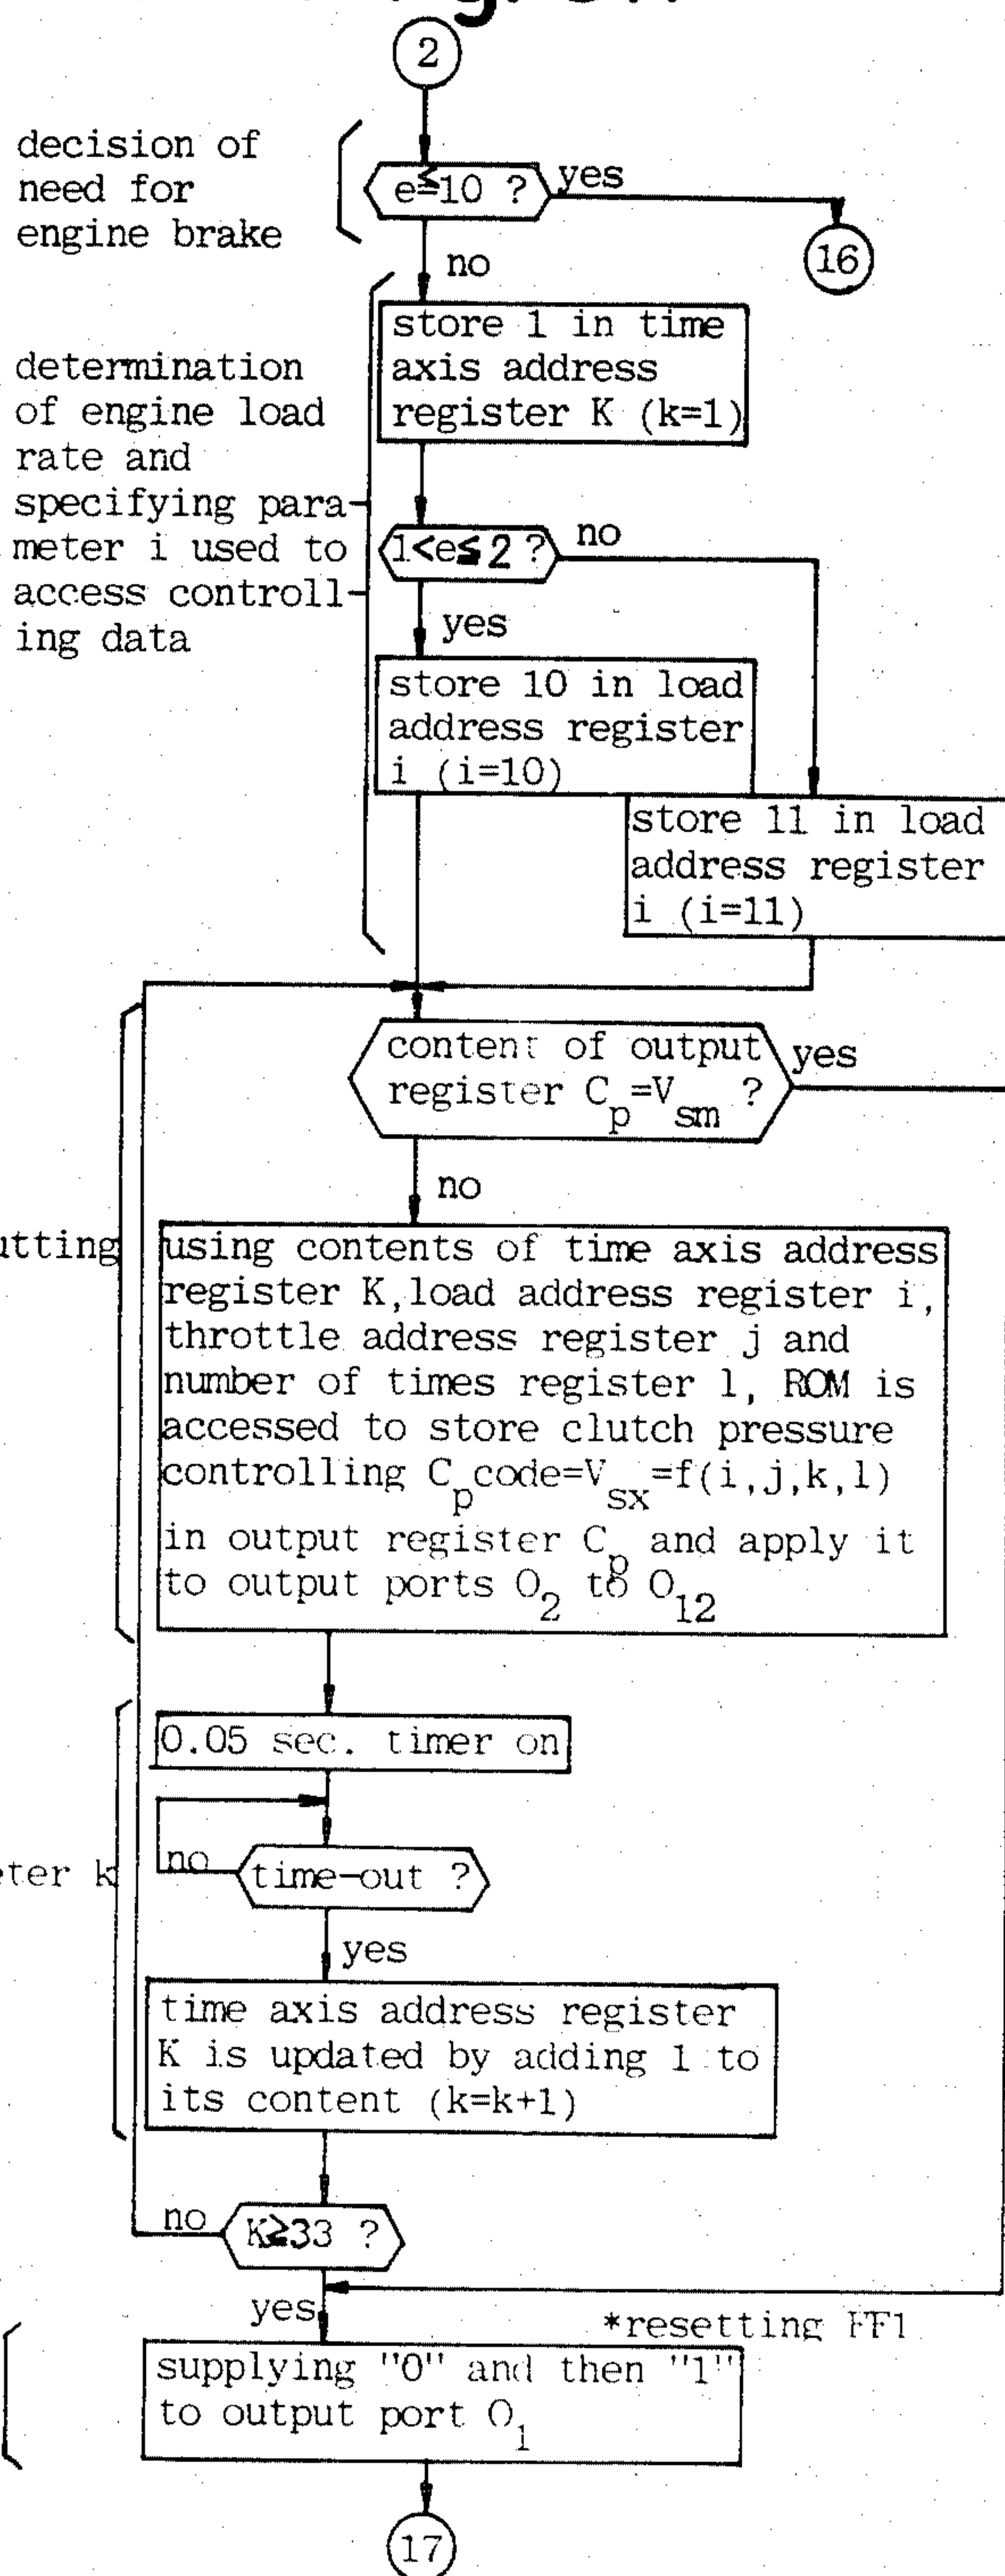 2
decision of
need for
engine brake
e≦10 ?
yes
16
no
store 1 in time
axis address
register K (k=1)
determination
of engine load
rate and
specifying para-
meter i used to
access controll-
ing data
1<e≦2 ?
no
yes
store 10 in load
address register
i (i=10)
store 11 in load
address register
i (i=11)
content of output
register Cp=Vsm ?
yes
no
utting
using contents of time axis address
register K,load address register i,
throttle address register j and
number of times register l, ROM is
accessed to store clutch pressure
controlling Cp code=Vsx=f(i,j,k,l)
in output register Cp and apply it
to output ports O2 to O12
0.05 sec. timer on
no
time-out ?
eter k
yes
time axis address register
K is updated by adding 1 to
its content (k=k+1)
no
K≧33 ?
yes
*resetting FF1
supplying "0" and then "1"
to output port O1
17